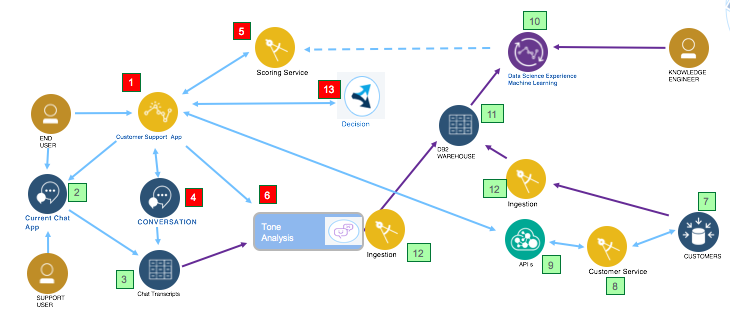 10
5
Scoring Service
Data Science Experience
Machine Learning
KNOWLEDGE
ENGINEER
1
13
END
USER
Customer Support App
Decision
11
DB2
WAREHOUSE
2
4
6
12
7
Current Chat
App
CONVERSATION
Tone
Analysis
Ingestion
Ingestion
12
API s
9
Customer Service
8
CUSTOMERS
3
Chat Transcripts
SUPPORT
USER